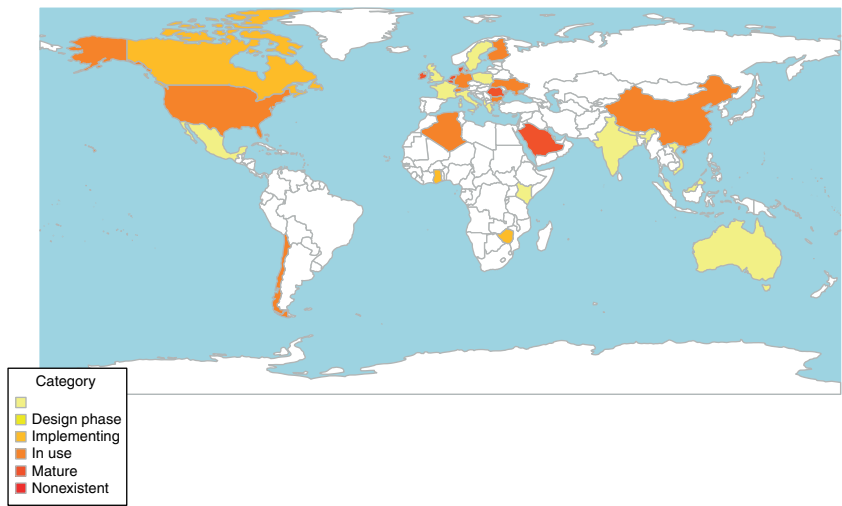 Category
Design phase
Implementing
In use
Mature
Nonexistent